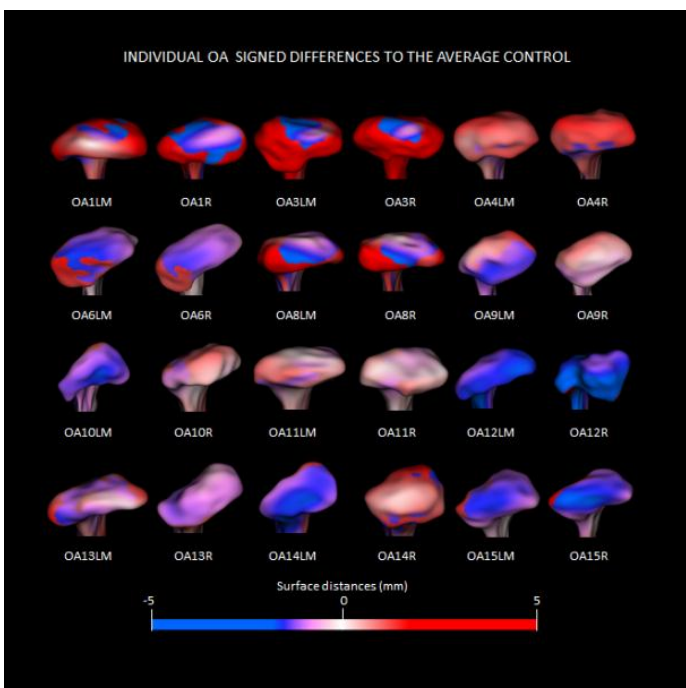 INDIVIDUAL OA SIGNED DIFFERENCES TO THE AVERAGE CONTROL
OA1LM OA1R OA3LM OA3R OA4LM OA4R
OA6LM OA6R OA8LM OA8R OA9LM OA9R
OA10LM OA10R OA11LM OA11R OA12LM OA12R
OA13LM OA13R OA14LM OA14R OA15LM OA15R
Surface distances (mm)
-5 0 5